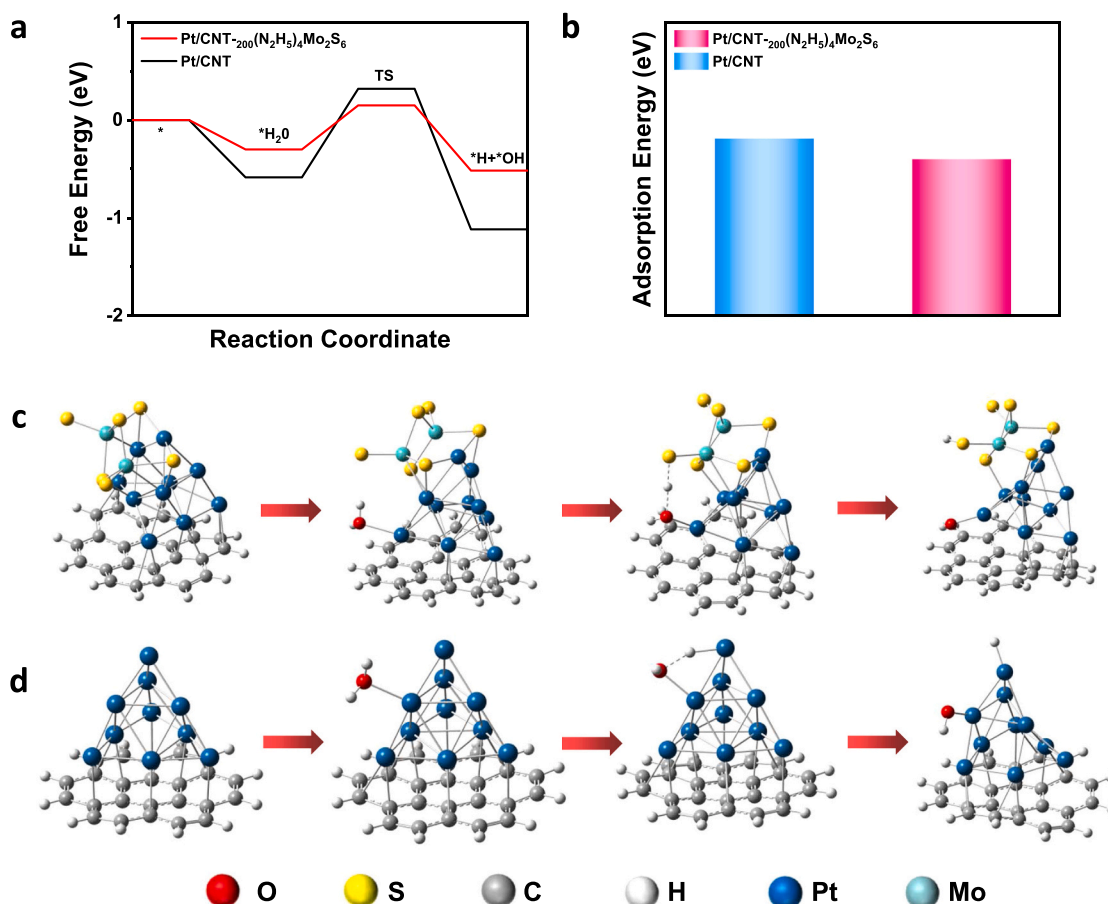 a
Free Energy (eV)
1
0
-1
-2
Pt/CNT-₂₀₀(N₂H₅)₄Mo₂S₆
Pt/CNT
*
*H₂0
TS
*H+*OH
Reaction Coordinate
b
Adsorption Energy (eV)
Pt/CNT-₂₀₀(N₂H₅)₄Mo₂S₆
Pt/CNT
c
d
O S C H Pt Mo